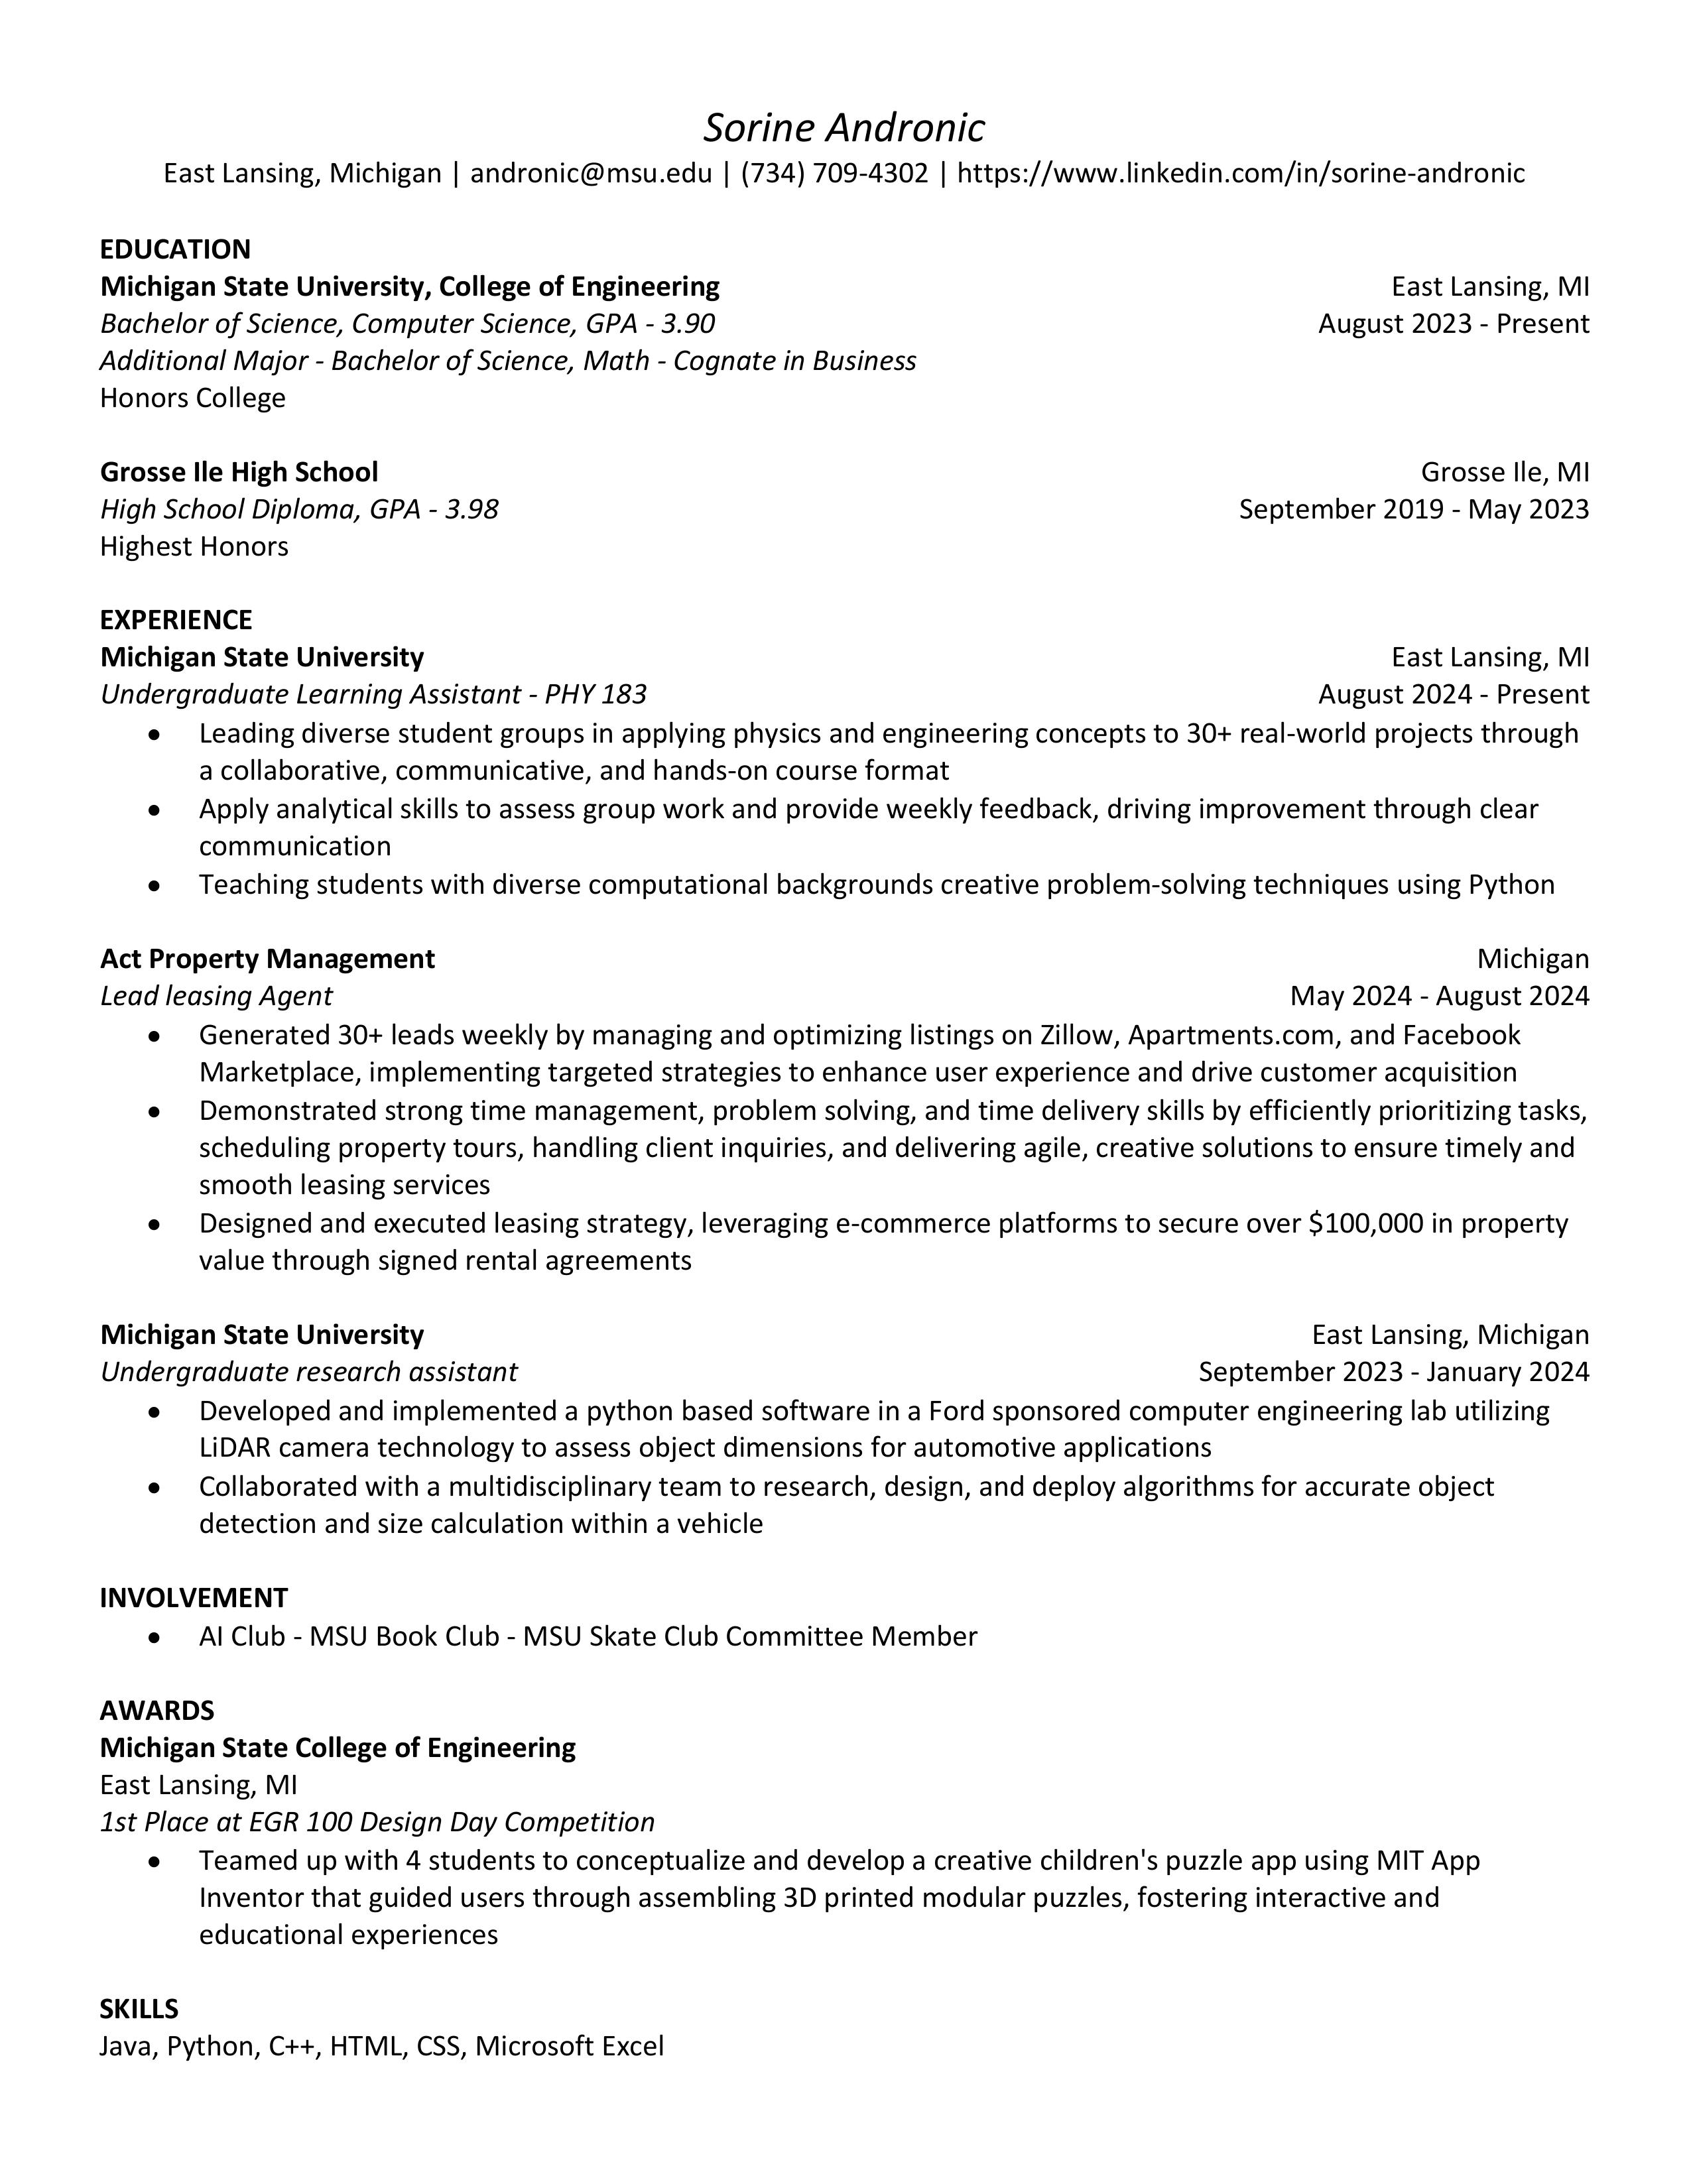 Sorine Andronic
East Lansing, Michigan | andronic@msu.edu | (734) 709-4302 | https://www.linkedin.com/in/sorine-andronic
EDUCATION
Michigan State University, College of Engineering East Lansing, MI
Bachelor of Science, Computer Science, GPA - 3.90 August 2023 - Present
Additional Major - Bachelor of Science, Math - Cognate in Business
Honors College
Grosse Ile High School Grosse Ile, MI
High School Diploma, GPA - 3.98 September 2019 - May 2023
Highest Honors
EXPERIENCE
Michigan State University East Lansing, MI
Undergraduate Learning Assistant - PHY 183 August 2024 - Present
• Leading diverse student groups in applying physics and engineering concepts to 30+ real-world projects through
a collaborative, communicative, and hands-on course format
• Apply analytical skills to assess group work and provide weekly feedback, driving improvement through clear
communication
• Teaching students with diverse computational backgrounds creative problem-solving techniques using Python
Act Property Management Michigan
Lead leasing Agent May 2024 - August 2024
• Generated 30+ leads weekly by managing and optimizing listings on Zillow, Apartments.com, and Facebook
Marketplace, implementing targeted strategies to enhance user experience and drive customer acquisition
• Demonstrated strong time management, problem solving, and time delivery skills by efficiently prioritizing tasks,
scheduling property tours, handling client inquiries, and delivering agile, creative solutions to ensure timely and
smooth leasing services
• Designed and executed leasing strategy, leveraging e-commerce platforms to secure over $100,000 in property
value through signed rental agreements
Michigan State University East Lansing, Michigan
Undergraduate research assistant September 2023 - January 2024
• Developed and implemented a python based software in a Ford sponsored computer engineering lab utilizing
LiDAR camera technology to assess object dimensions for automotive applications
• Collaborated with a multidisciplinary team to research, design, and deploy algorithms for accurate object
detection and size calculation within a vehicle
INVOLVEMENT
• AI Club - MSU Book Club - MSU Skate Club Committee Member
AWARDS
Michigan State College of Engineering
East Lansing, MI
1st Place at EGR 100 Design Day Competition
• Teamed up with 4 students to conceptualize and develop a creative children's puzzle app using MIT App
Inventor that guided users through assembling 3D printed modular puzzles, fostering interactive and
educational experiences
SKILLS
Java, Python, C++, HTML, CSS, Microsoft Excel